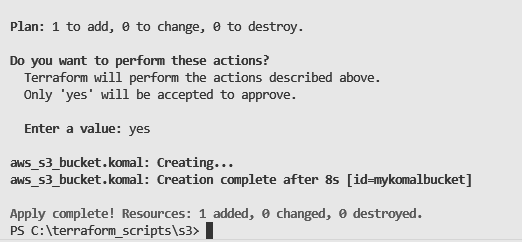 Plan: 1 to add, 0 to change, 0 to destroy.
Do you want to perform these actions?
Terraform will perform the actions described above.
Only 'yes' will be accepted to approve.
Enter a value: yes
aws_s3_bucket.komal: Creating...
aws_s3_bucket.komal: Creation complete after 8s [id=mykomalbucket]
Apply complete! Resources: 1 added, 0 changed, 0 destroyed.
PS C:\terraform_scripts\s3>